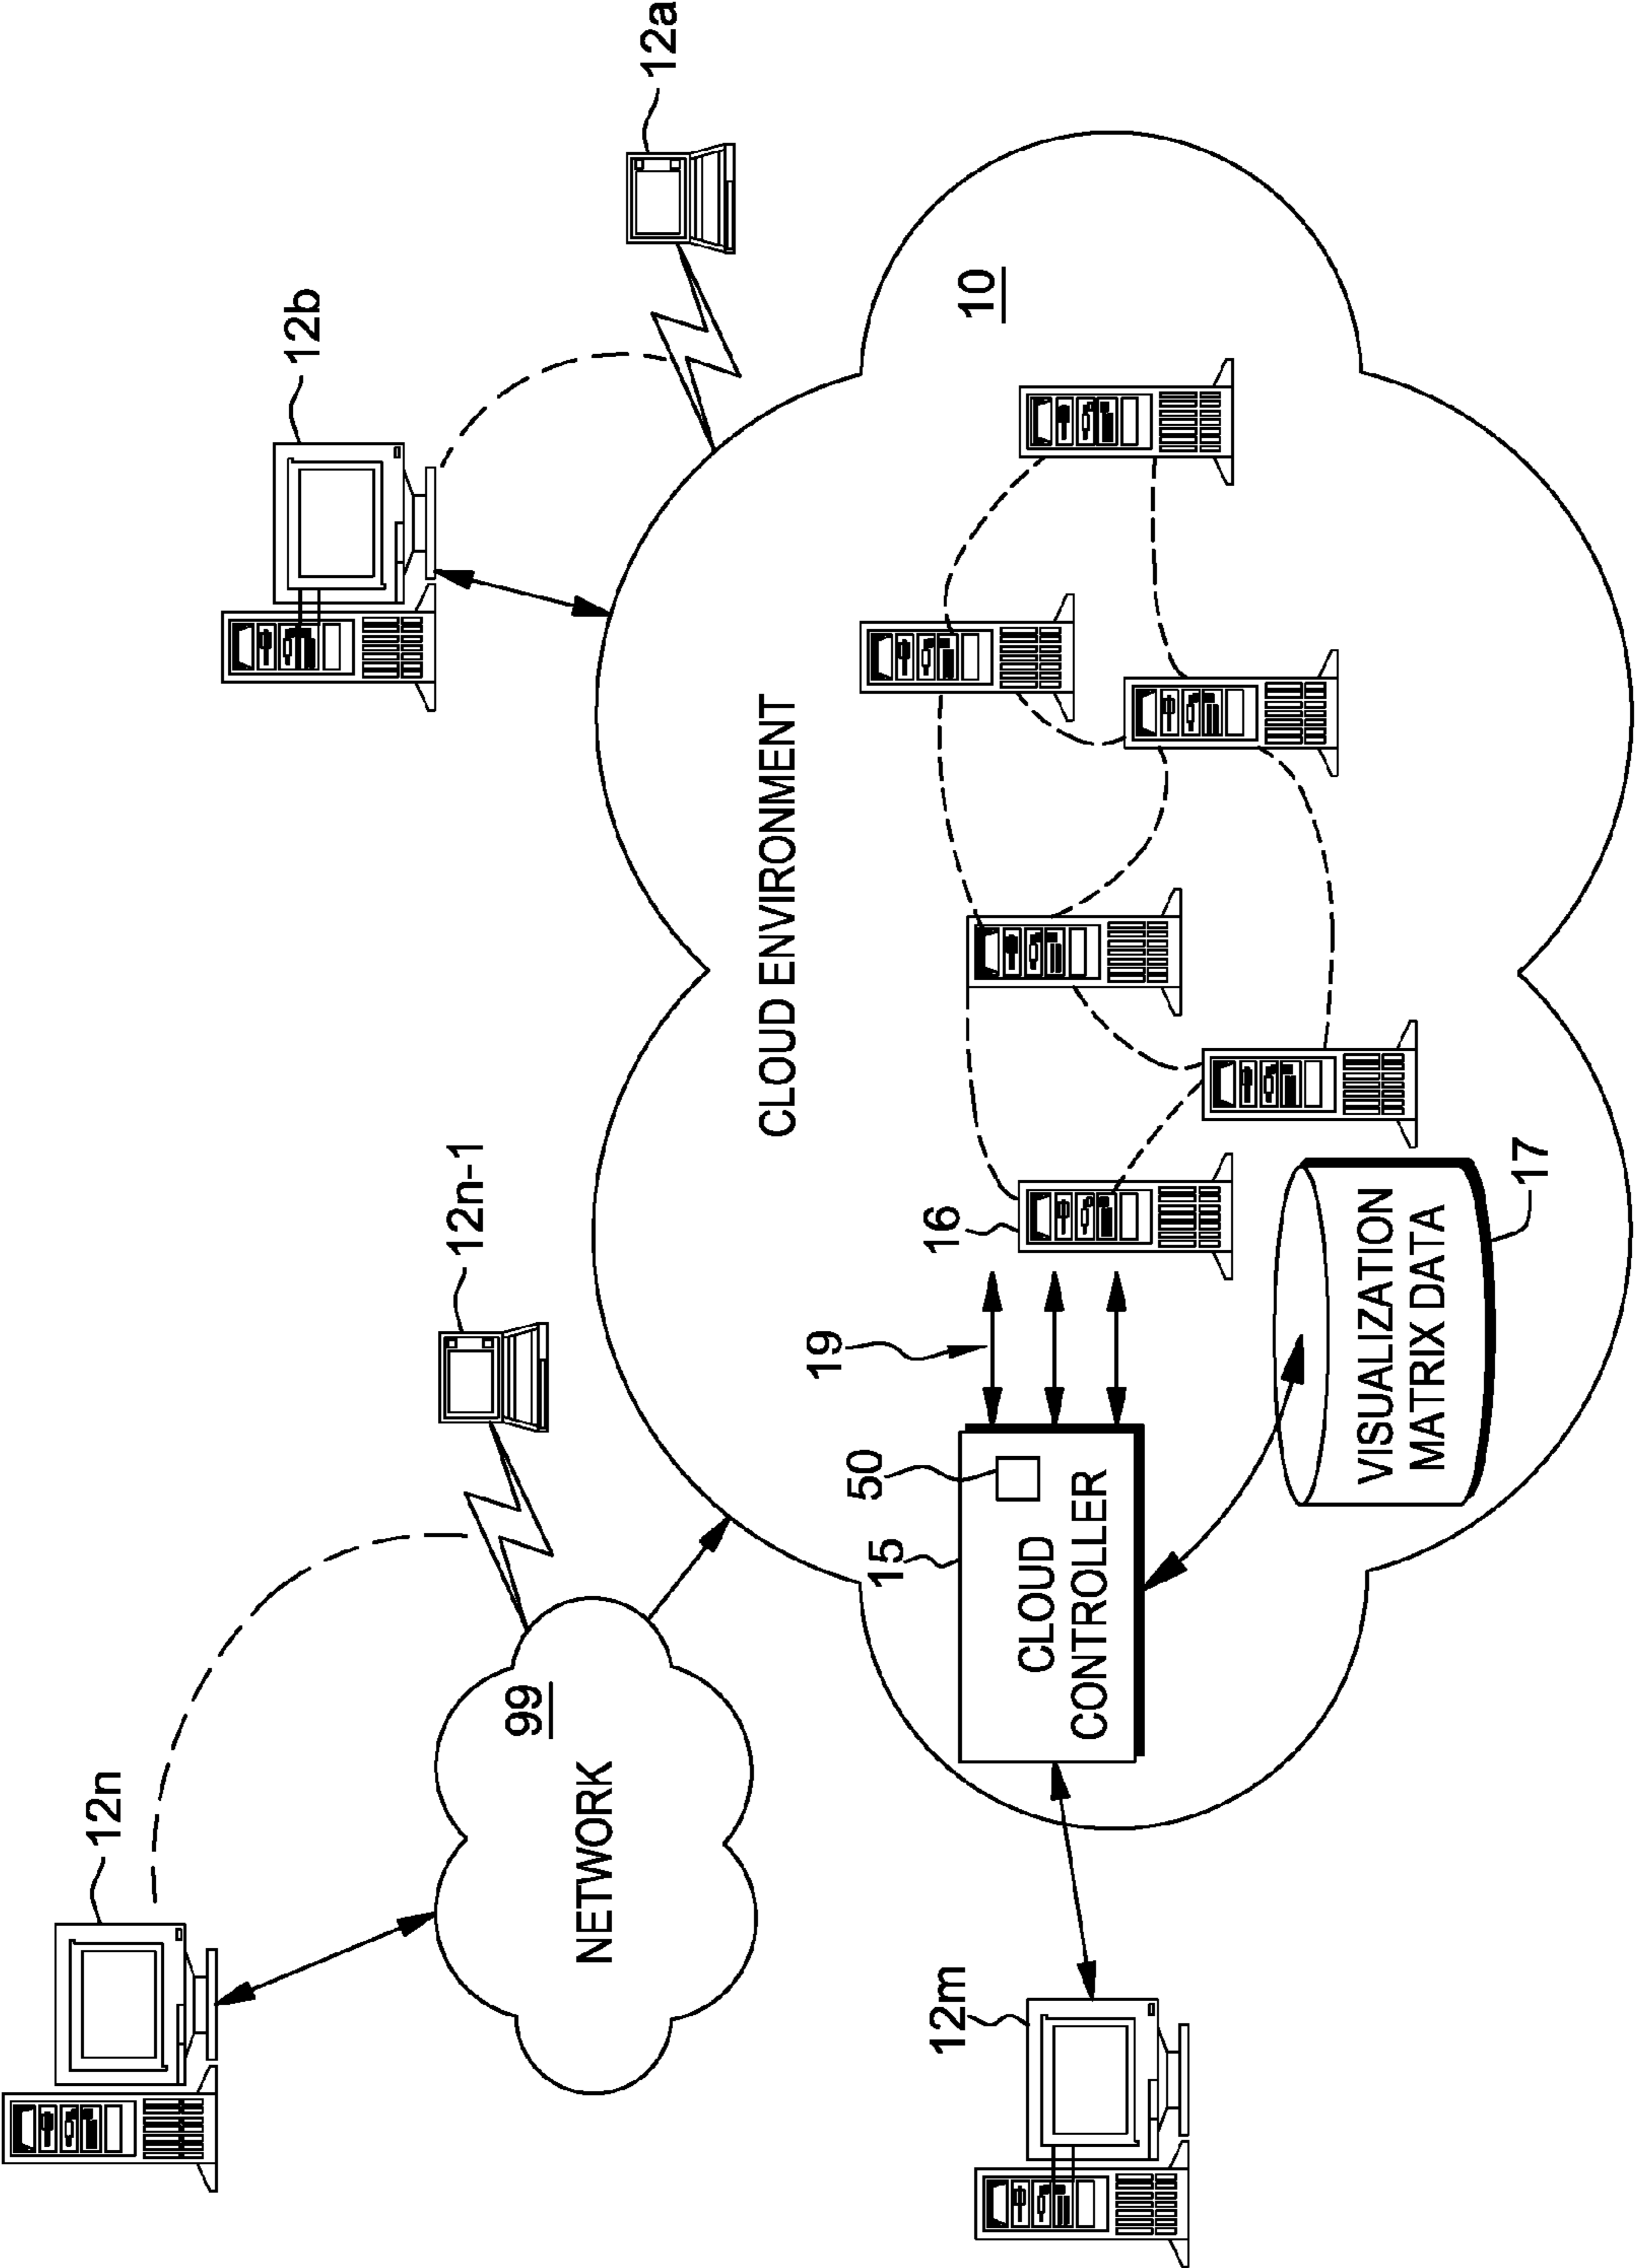 12n
12n-1
12b
12a
99
NETWORK
CLOUD ENVIRONMENT
10
19
16
15
50
CLOUD
CONTROLLER
12m
VISUALIZATION
MATRIX DATA
17